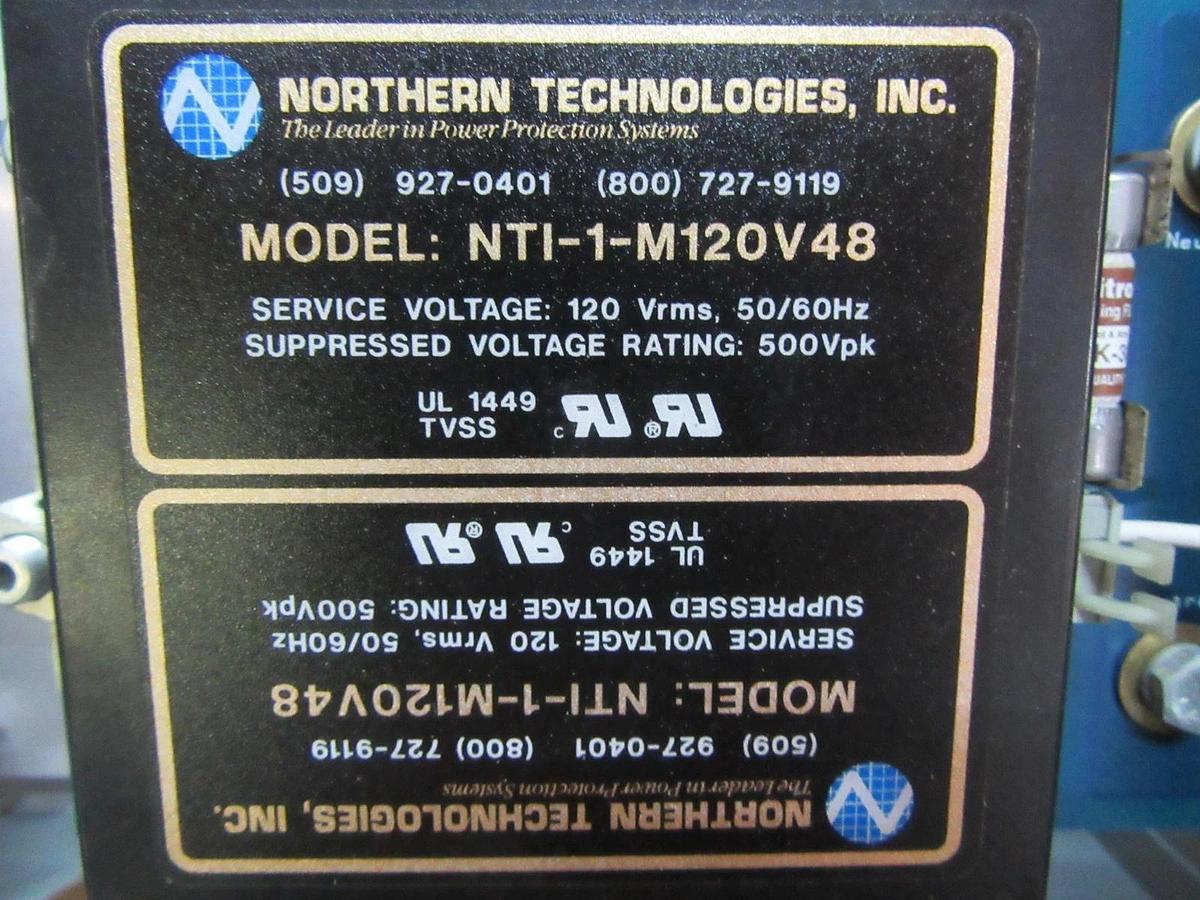 NORTHERN TECHNOLOGIES, INC.
The Leader in Power Protection Systems
(509) 927-0401 (800) 727-9119
MODEL: NTI-1-M120V48
SERVICE VOLTAGE: 120 Vrms, 50/60Hz
SUPPRESSED VOLTAGE RATING: 500Vpk
UL 1449
TVSS
NORTHERN TECHNOLOGIES, INC.
The Leader in Power Protection Systems
(509) 927-0401 (800) 727-9119
MODEL: NTI-1-M120V48
SERVICE VOLTAGE: 120 Vrms, 50/60Hz
SUPPRESSED VOLTAGE RATING: 500Vpk
UL 1449
TVSS